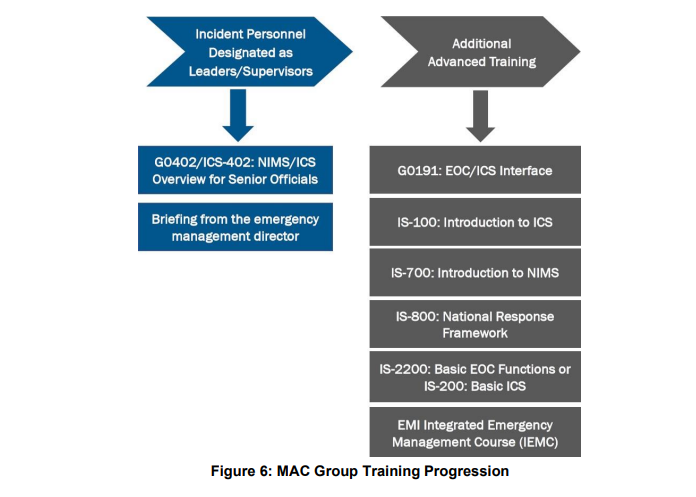 Incident Personnel
Designated as
Leaders/Supervisors
G0402/ICS-402: NIMS/ICS
Overview for Senior Officials
Briefing from the emergency
management director
Additional
Advanced Training
G0191: EOC/ICS Interface
IS-100: Introduction to ICS
IS-700: Introduction to NIMS
IS-800: National Response
Framework
IS-2200: Basic EOC Functions or
IS-200: Basic ICS
EMI Integrated Emergency
Management Course (IEMC)
Figure 6: MAC Group Training Progression